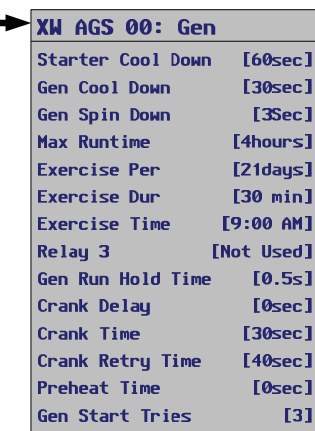 XW AGS 00: Gen
Starter Cool Down [60sec]
Gen Cool Down [30sec]
Gen Spin Down [3Sec]
Max Runtime [4hours]
Exercise Per [21days]
Exercise Dur [30 min]
Exercise Time [9:00 AM]
Relay 3 [Not Used]
Gen Run Hold Time [0.5s]
Crank Delay [0sec]
Crank Time [30sec]
Crank Retry Time [40sec]
Preheat Time [0sec]
Gen Start Tries [3]